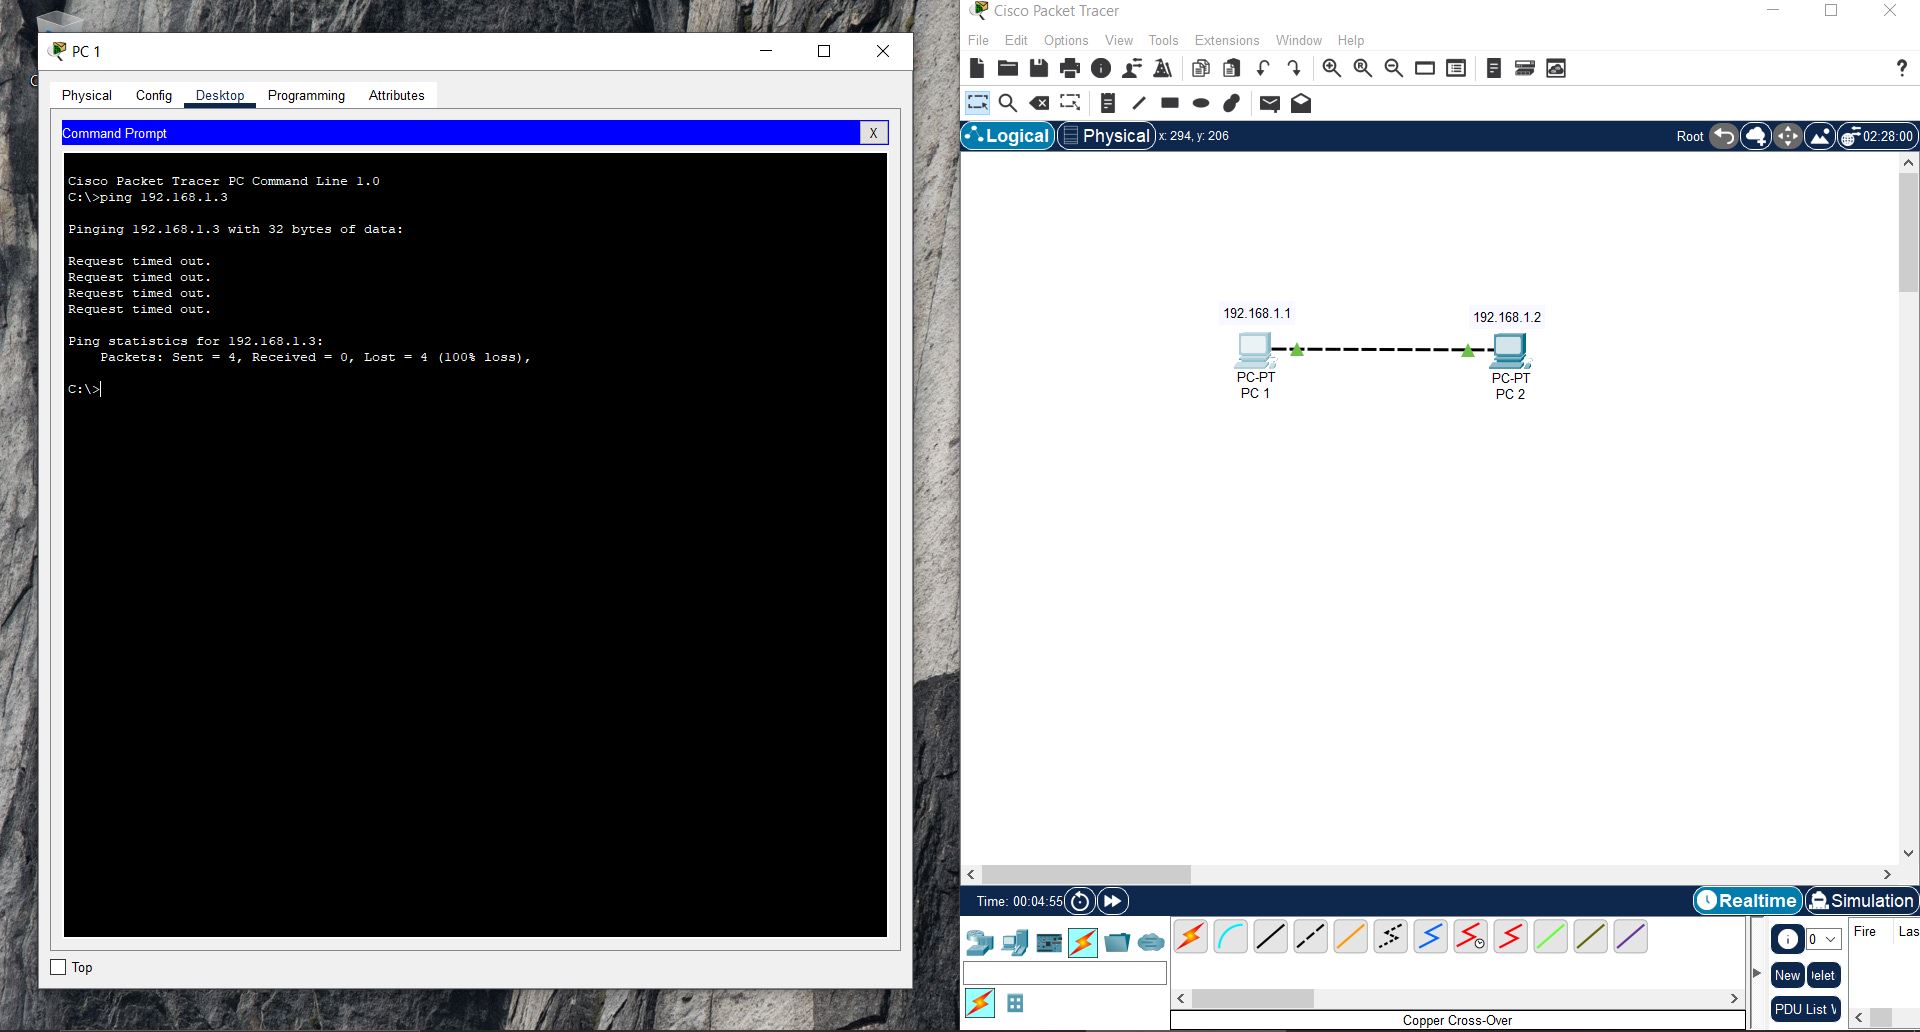 PC 1
Physical Config Desktop Programming Attributes
Command Prompt
X
Cisco Packet Tracer PC Command Line 1.0
C:\>ping 192.168.1.3
Pinging 192.168.1.3 with 32 bytes of data:
Request timed out.
Request timed out.
Request timed out.
Request timed out.
Ping statistics for 192.168.1.3:
Packets: Sent = 4, Received = 0, Lost = 4 (100% loss),
C:\>
Top
Cisco Packet Tracer
File Edit Options View Tools Extensions Window Help
?
Logical Physical x: 294, y: 206
Root 02:28:00
192.168.1.1
192.168.1.2
PC-PT
PC 1
PC-PT
PC 2
Time: 00:04:55
Realtime Simulation
0
Fire Las
New elet
PDU List
Copper Cross-Over